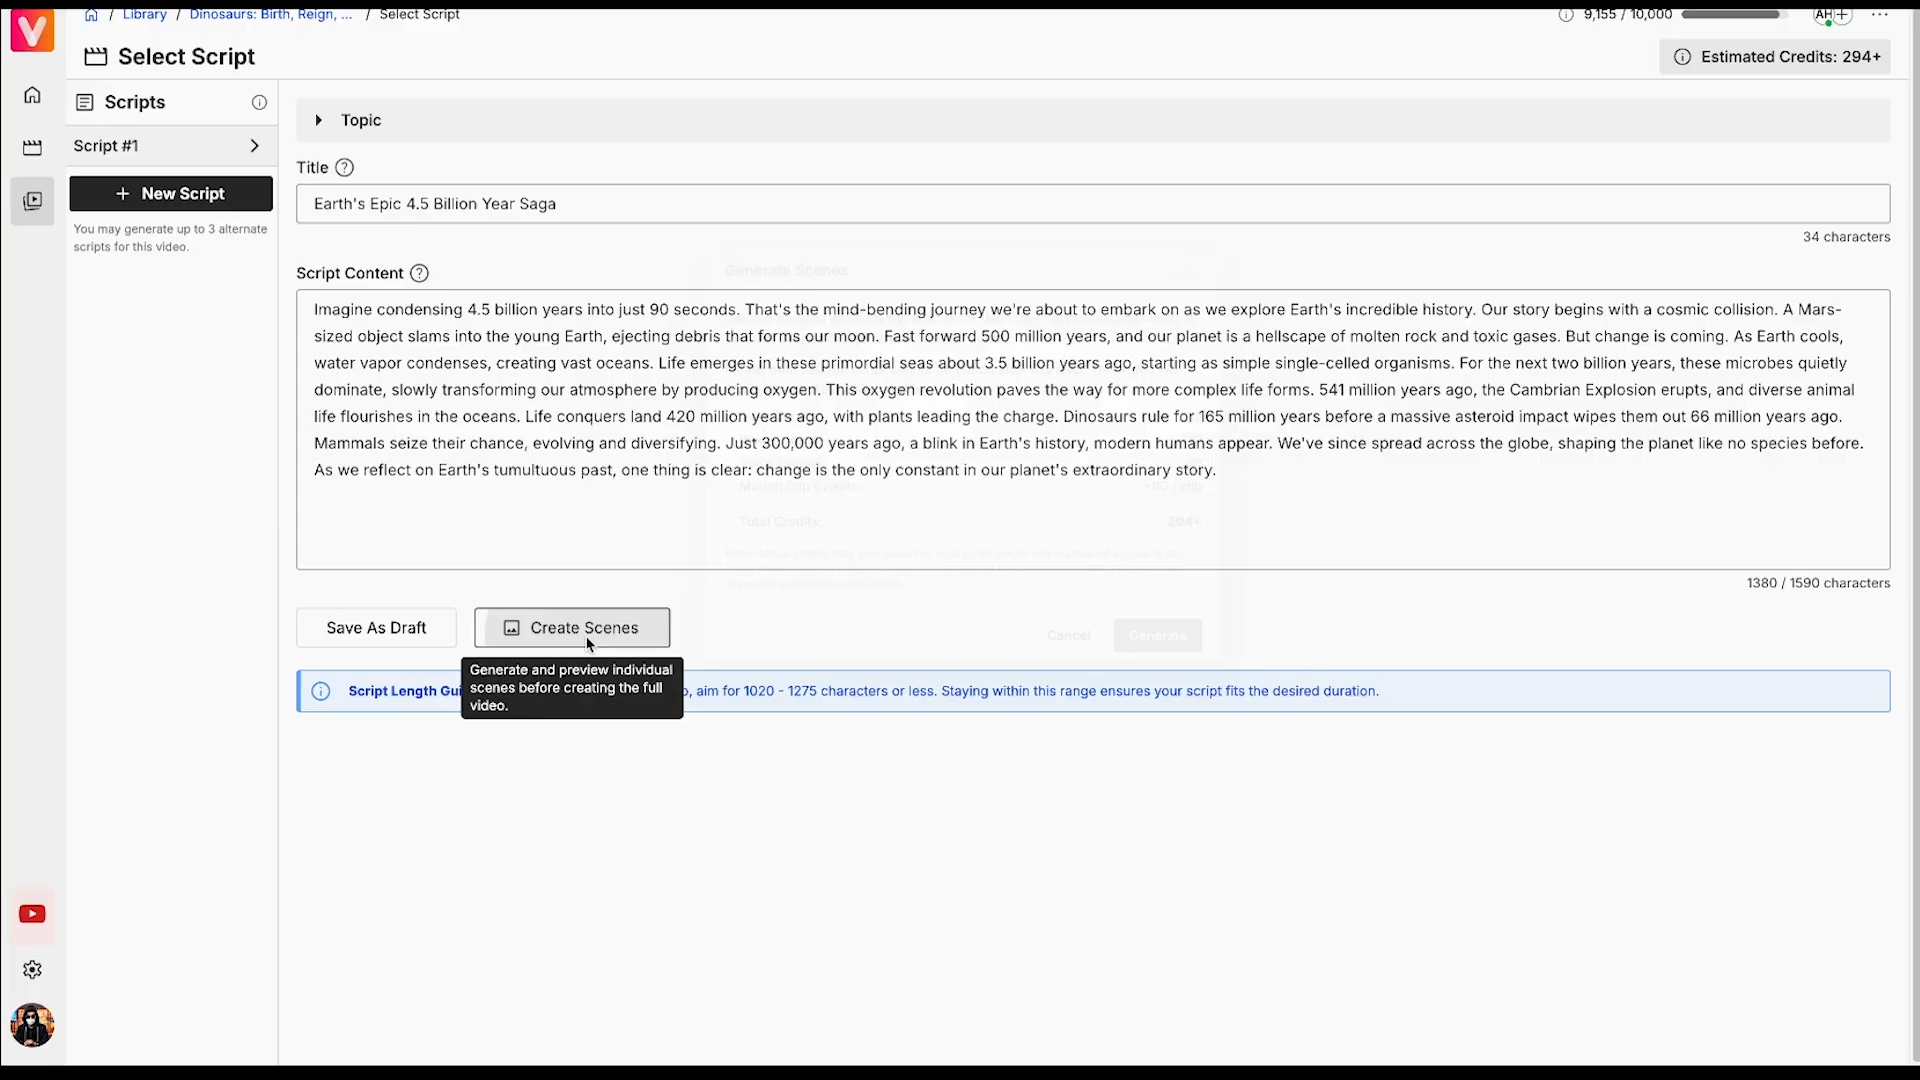 / Library / Dinosaurs: Birth, Reign, ... / Select Script
9,155 / 10,000
AH
Select Script
Estimated Credits: 294+
Scripts
Script #1
+ New Script
You may generate up to 3 alternate
scripts for this video.
Topic
Title
Earth's Epic 4.5 Billion Year Saga
34 characters
Generate Scenes
Script Content
Imagine condensing 4.5 billion years into just 90 seconds. That's the mind-bending journey we're about to embark on as we explore Earth's incredible history. Our story begins with a cosmic collision. A Mars-
sized object slams into the young Earth, ejecting debris that forms our moon. Fast forward 500 million years, and our planet is a hellscape of molten rock and toxic gases. But change is coming. As Earth cools,
water vapor condenses, creating vast oceans. Life emerges in these primordial seas about 3.5 billion years ago, starting as simple single-celled organisms. For the next two billion years, these microbes quietly
dominate, slowly transforming our atmosphere by producing oxygen. This oxygen revolution paves the way for more complex life forms. 541 million years ago, the Cambrian Explosion erupts, and diverse animal
life flourishes in the oceans. Life conquers land 420 million years ago, with plants leading the charge. Dinosaurs rule for 165 million years before a massive asteroid impact wipes them out 66 million years ago.
Mammals seize their chance, evolving and diversifying. Just 300,000 years ago, a blink in Earth's history, modern humans appear. We've since spread across the globe, shaping the planet like no species before.
As we reflect on Earth's tumultuous past, one thing is clear: change is the only constant in our planet's extraordinary story.
Total Credits: 294+
1380 / 1590 characters
Save As Draft
Create Scenes
Cancel
Generate
Generate and preview individual
scenes before creating the full
video.
Script Length Gui
, aim for 1020 - 1275 characters or less. Staying within this range ensures your script fits the desired duration.